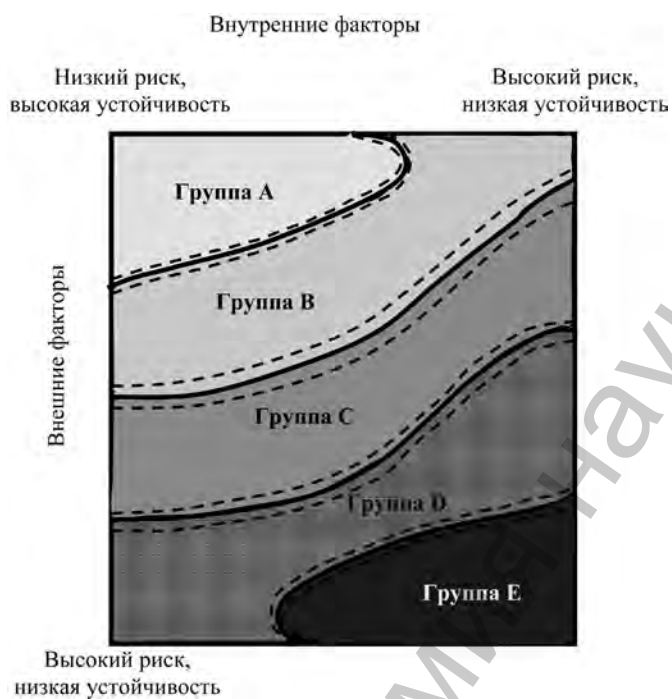 Внутренние факторы
Низкий риск,
высокая устойчивость
Высокий риск,
низкая устойчивость
Группа А
Группа В
Внешние факторы
Группа С
Группа D
Группа Е
Высокий риск,
низкая устойчивость